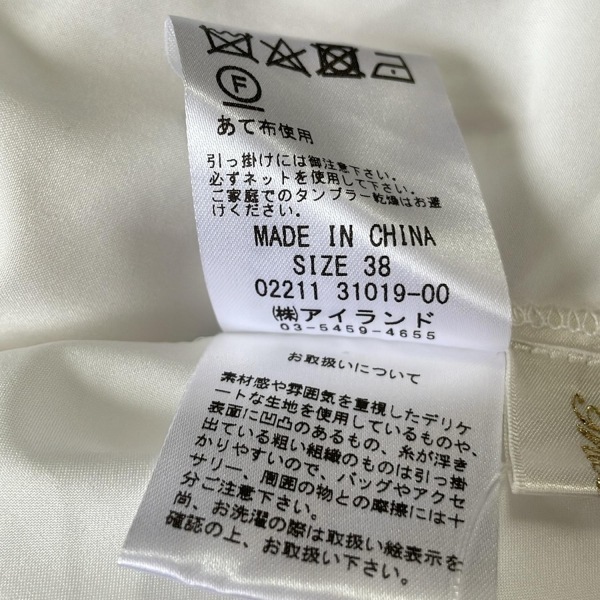 F
あて布使用
引っ掛けには御注意下さい。
必ずネットを使用して下さい。
ご家庭でのタンブラー乾燥はお避
けください。
MADE IN CHINA
SIZE 38
02211 31019-00
㈱アイランド
03-5459-4655
お取扱いについて
素材感や雰囲気を重視したデリケ
ートな生地を使用しているものや、
表面に凹凸のあるもの、糸が浮き
出ている粗い組織のものは引っ掛
かりやすいので、バッグやアクセ
サリー、周囲の物との摩擦には十
分ご注意下さい。
尚、お洗濯の際は取扱い絵表示を
確認の上、お取扱い下さい。